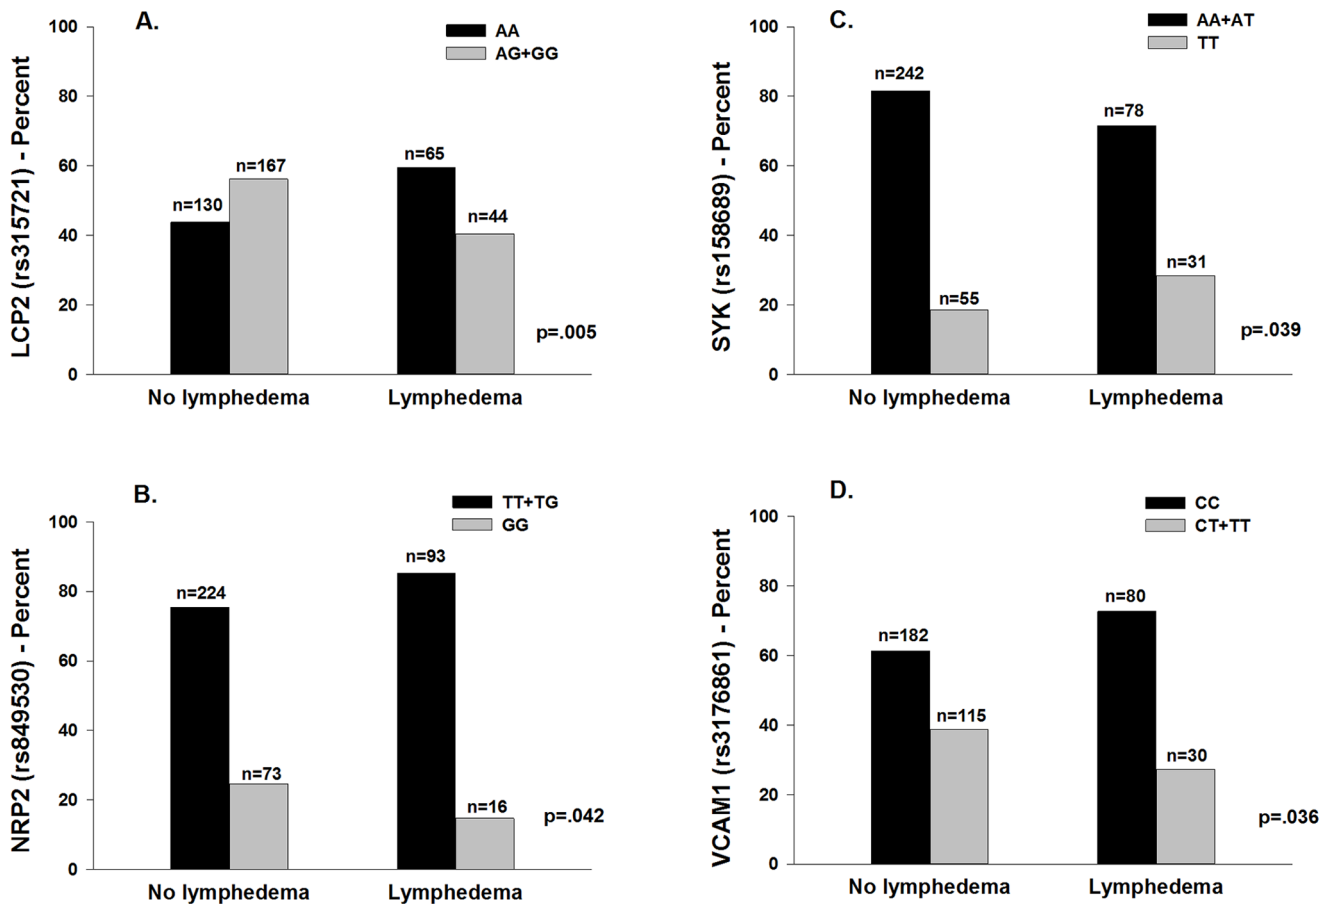 A.
AA
AG+GG
LCP2 (rs315721) - Percent
100
80
60
40
20
0
n=130
n=167
n=65
n=44
p=.005
No lymphedema
Lymphedema
C.
AA+AT
TT
SYK (rs158689) - Percent
100
80
60
40
20
0
n=242
n=55
n=78
n=31
p=.039
No lymphedema
Lymphedema
B.
TT+TG
GG
NRP2 (rs849530) - Percent
100
80
60
40
20
0
n=224
n=73
n=93
n=16
p=.042
No lymphedema
Lymphedema
D.
CC
CT+TT
VCAM1 (rs3176861) - Percent
100
80
60
40
20
0
n=182
n=115
n=80
n=30
p=.036
No lymphedema
Lymphedema